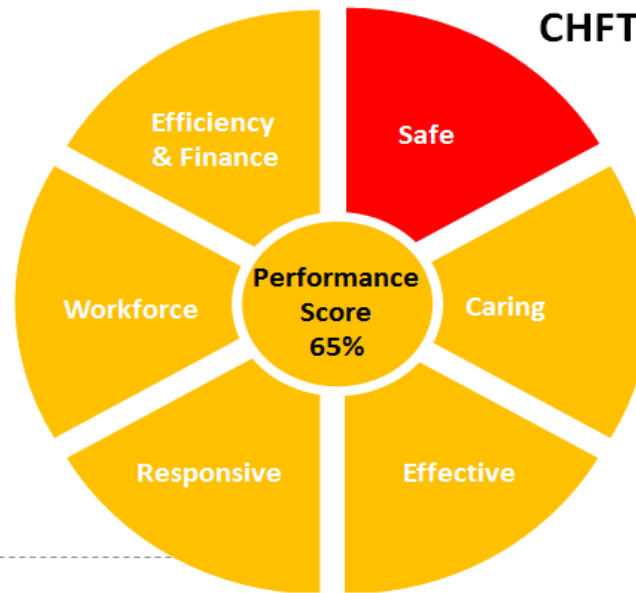 CHFT
Efficiency
& Finance
Safe
Performance
Score
65%
Workforce
Caring
Responsive
Effective